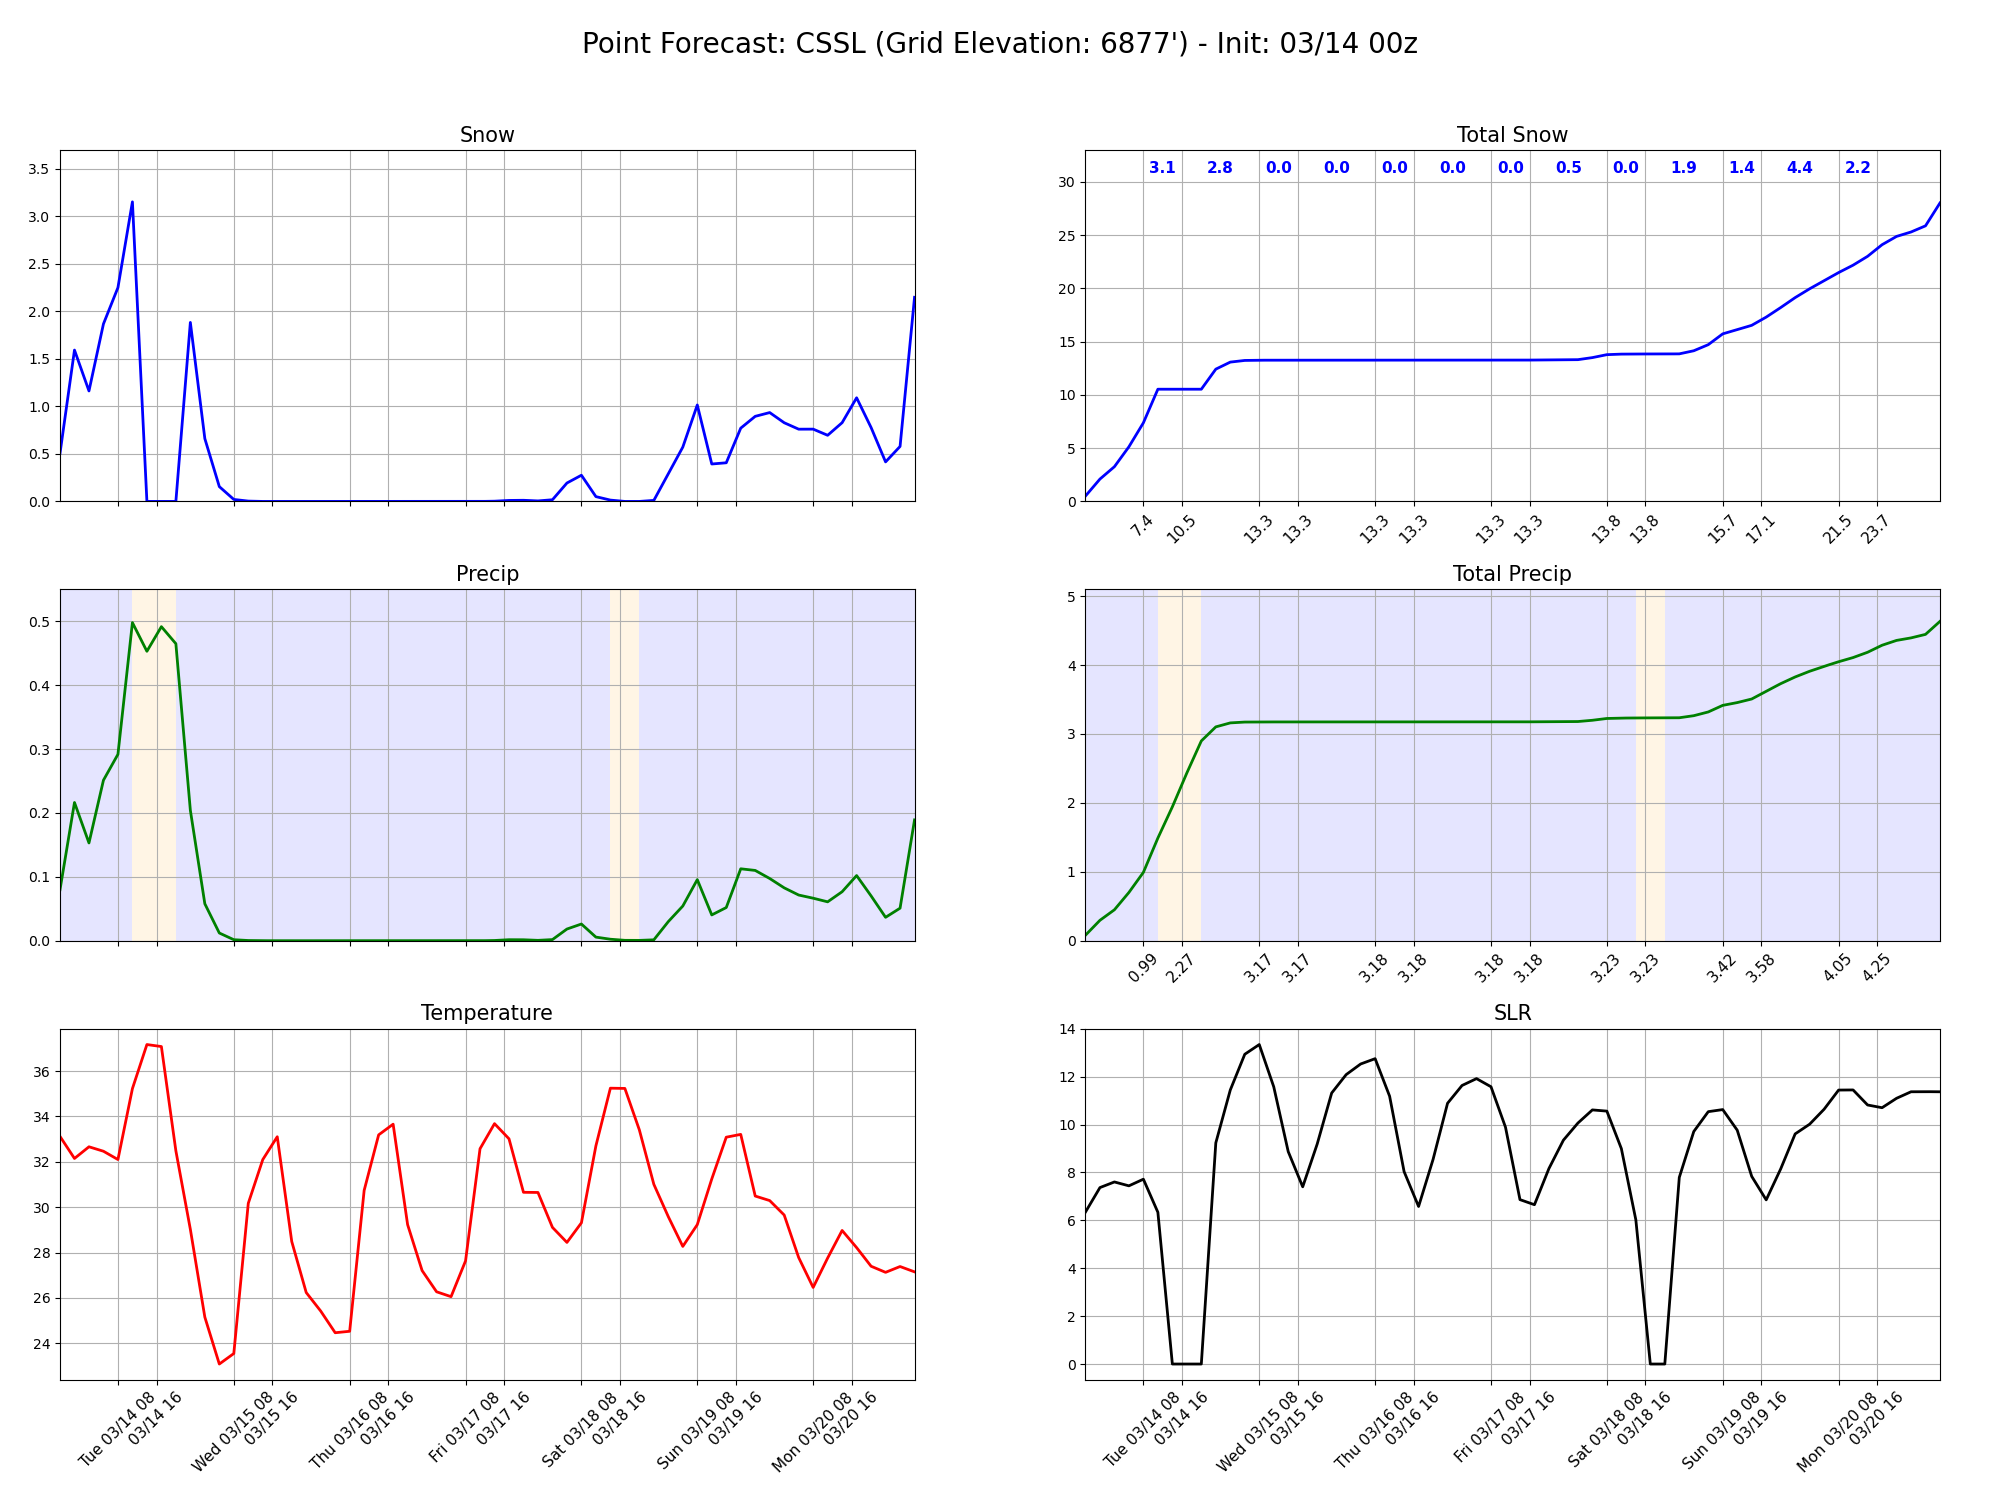 Point Forecast: CSSL (Grid Elevation: 6877') - Init: 03/14 00z
Snow
3.5
3.0
2.5
2.0
1.5
1.0
0.5
0.0
Total Snow
3.1 2.8 0.0 0.0 0.0 0.0 0.0 0.5 0.0 1.9 1.4 4.4 2.2
30
25
20
15
10
5
0
7.4 10.5 13.3 13.3 13.3 13.3 13.3 13.3 13.8 13.8 15.7 17.1 21.5 23.7
Precip
0.5
0.4
0.3
0.2
0.1
0.0
Total Precip
5
4
3
2
1
0
0.99 2.27 3.17 3.17 3.18 3.18 3.18 3.18 3.23 3.23 3.42 3.58 4.05 4.25
Temperature
36
34
32
30
28
26
24
Tue 03/14 08
03/14 16
Wed 03/15 08
03/15 16
Thu 03/16 08
03/16 16
Fri 03/17 08
03/17 16
Sat 03/18 08
03/18 16
Sun 03/19 08
03/19 16
Mon 03/20 08
03/20 16
SLR
14
12
10
8
6
4
2
0
Tue 03/14 08
03/14 16
Wed 03/15 08
03/15 16
Thu 03/16 08
03/16 16
Fri 03/17 08
03/17 16
Sat 03/18 08
03/18 16
Sun 03/19 08
03/19 16
Mon 03/20 08
03/20 16